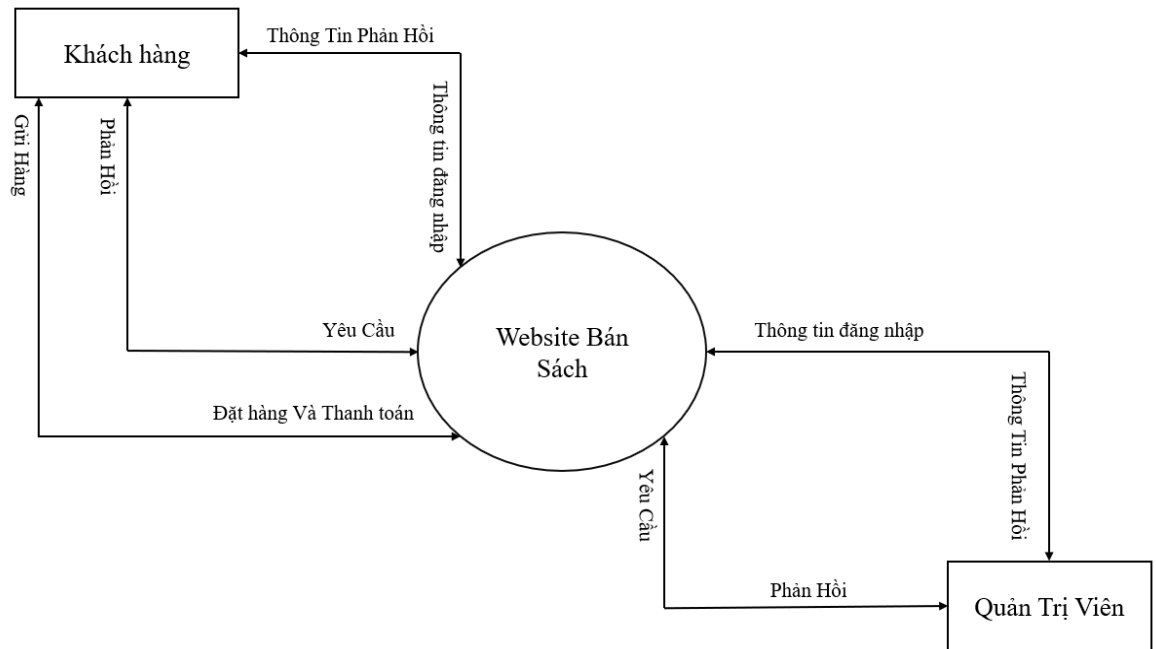 Khách hàng
Thông Tin Phản Hồi
Thông tin đăng nhập
Gửi Hàng
Phản Hồi
Yêu Cầu
Website Bán
Sách
Thông tin đăng nhập
Đặt hàng Và Thanh toán
Thông Tin Phản Hồi
Yêu Cầu
Phản Hồi
Quản Trị Viên